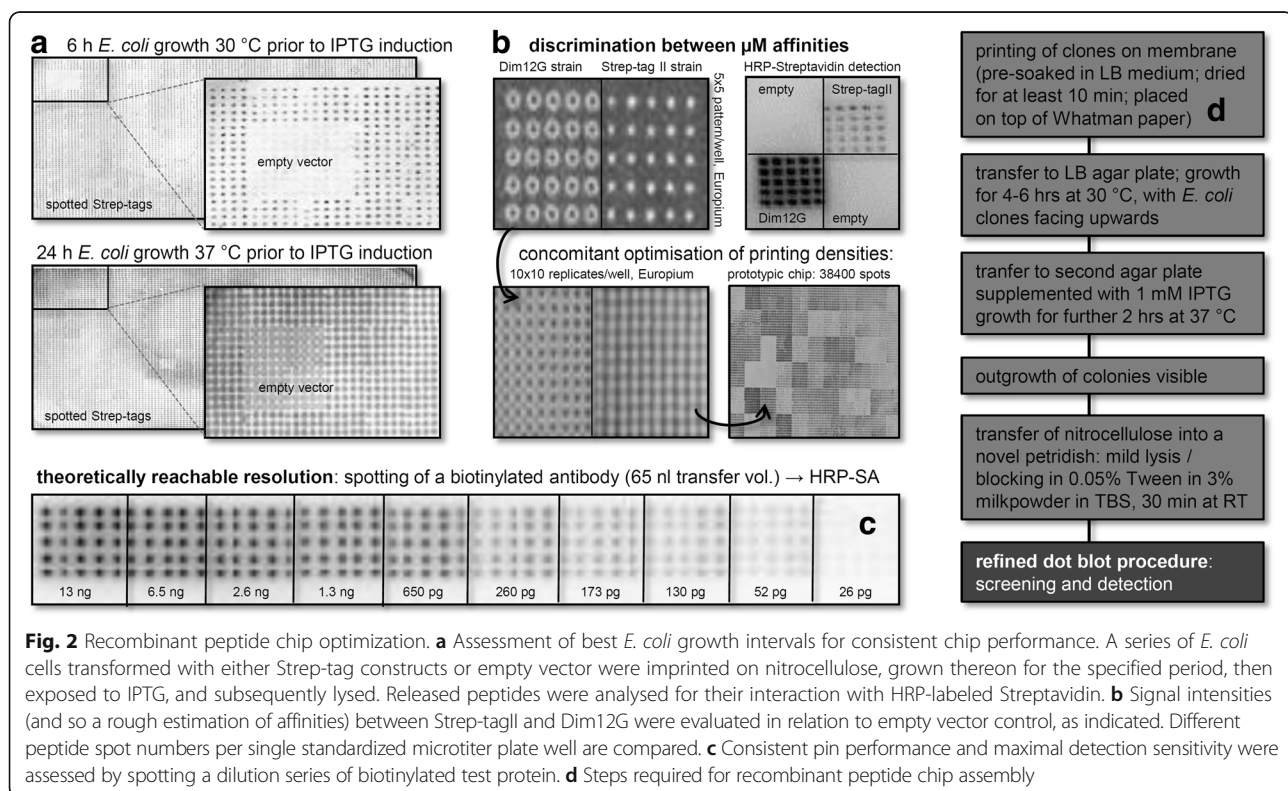 a 6 h E. coli growth 30 °C prior to IPTG induction
empty vector
spotted Strep-tags
24 h E. coli growth 37 °C prior to IPTG induction
empty vector
spotted Strep-tags
b discrimination between µM affinities
Dim12G strain
Strep-tag II strain
5x5 pattern/well, Europium
HRP-Streptavidin detection
empty
Strep-tagII
Dim12G
empty
concomitant optimisation of printing densities:
10x10 replicates/well, Europium
prototypic chip: 38400 spots
theoretically reachable resolution: spotting of a biotinylated antibody (65 nl transfer vol.) → HRP-SA
c
13 ng
6.5 ng
2.6 ng
1.3 ng
650 pg
260 pg
173 pg
130 pg
52 pg
26 pg
d
printing of clones on membrane
(pre-soaked in LB medium; dried
for at least 10 min; placed
on top of Whatman paper)
transfer to LB agar plate; growth
for 4-6 hrs at 30 °C, with E. coli
clones facing upwards
tranfer to second agar plate
supplemented with 1 mM IPTG
growth for further 2 hrs at 37 °C
outgrowth of colonies visible
transfer of nitrocellulose into a
novel petridish: mild lysis /
blocking in 0.05% Tween in 3%
milkpowder in TBS, 30 min at RT
refined dot blot procedure:
screening and detection
Fig. 2 Recombinant peptide chip optimization. a Assessment of best E. coli growth intervals for consistent chip performance. A series of E. coli
cells transformed with either Strep-tag constructs or empty vector were imprinted on nitrocellulose, grown thereon for the specified period, then
exposed to IPTG, and subsequently lysed. Released peptides were analysed for their interaction with HRP-labeled Streptavidin. b Signal intensities
(and so a rough estimation of affinities) between Strep-tagII and Dim12G were evaluated in relation to empty vector control, as indicated. Different
peptide spot numbers per single standardized microtiter plate well are compared. c Consistent pin performance and maximal detection sensitivity were
assessed by spotting a dilution series of biotinylated test protein. d Steps required for recombinant peptide chip assembly